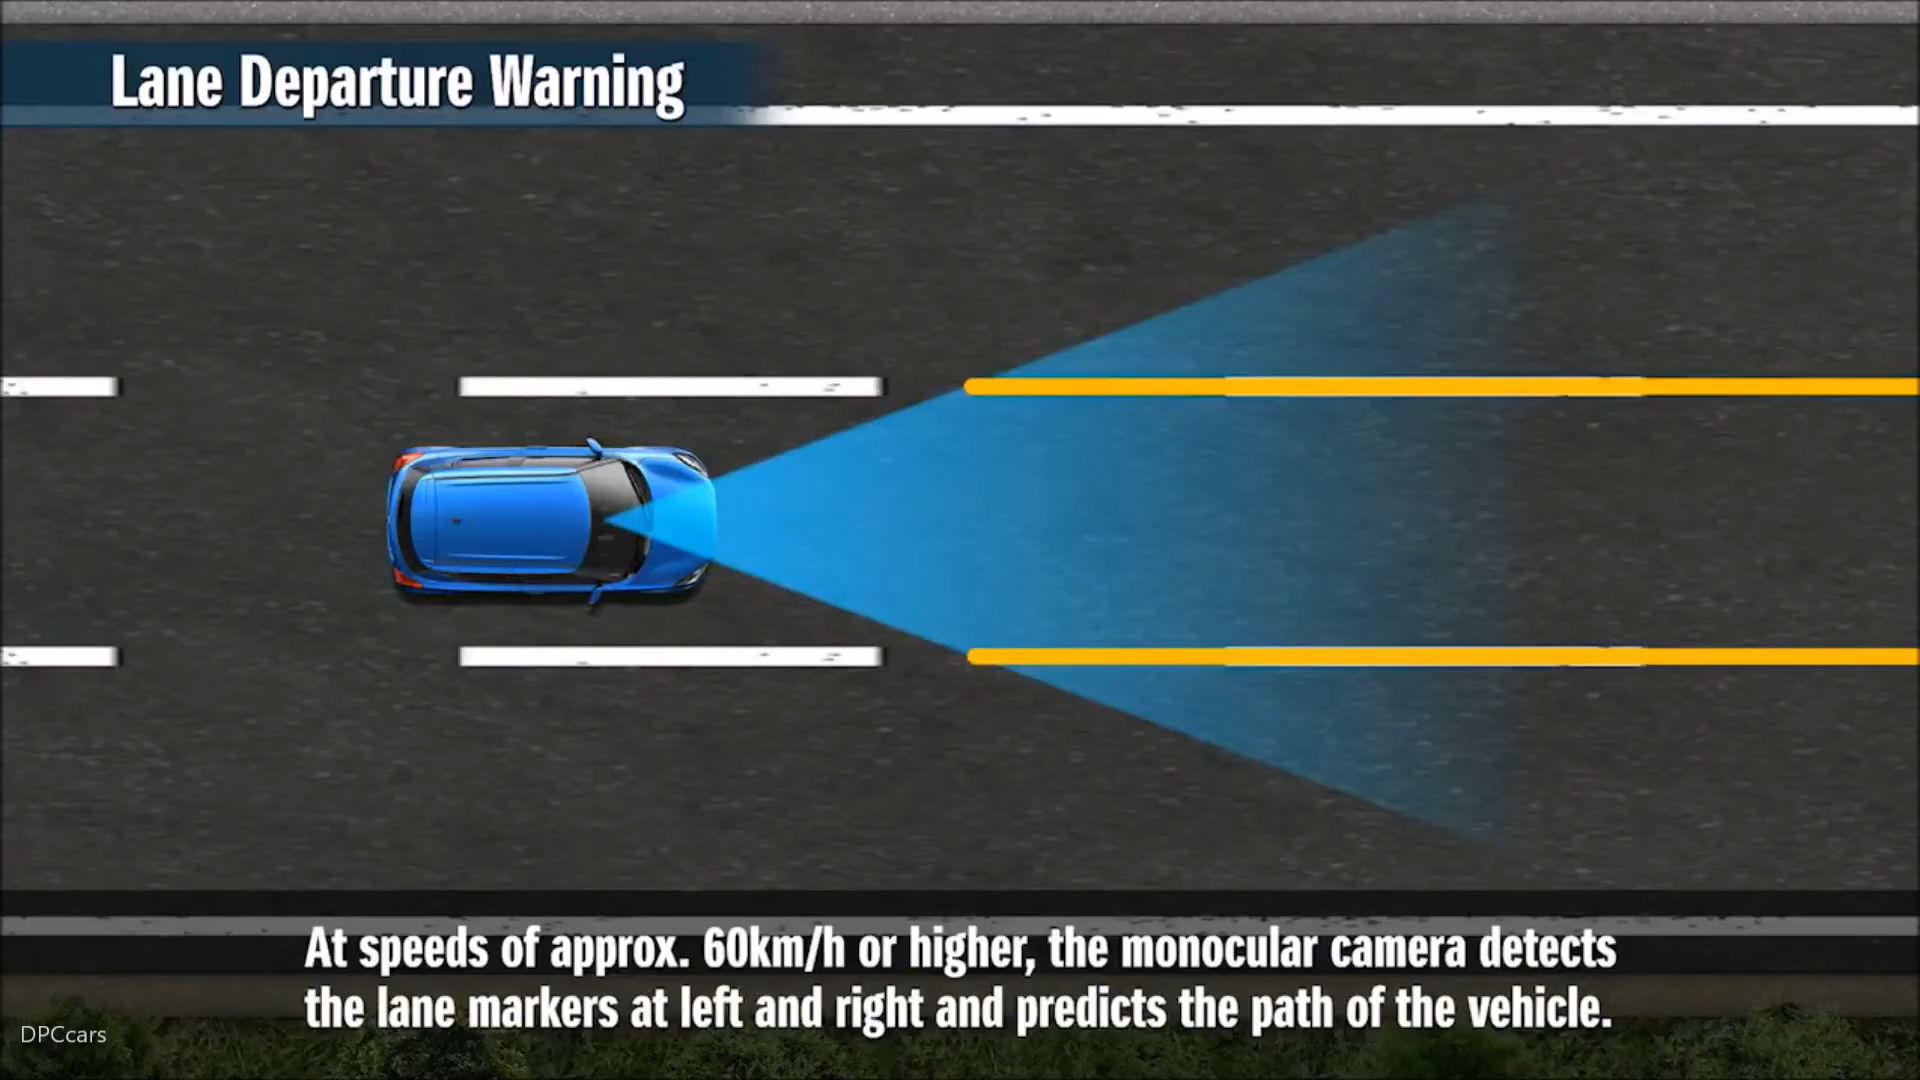 Lane Departure Warning
At speeds of approx. 60km/h or higher, the monocular camera detects
the lane markers at left and right and predicts the path of the vehicle.
DPCcars